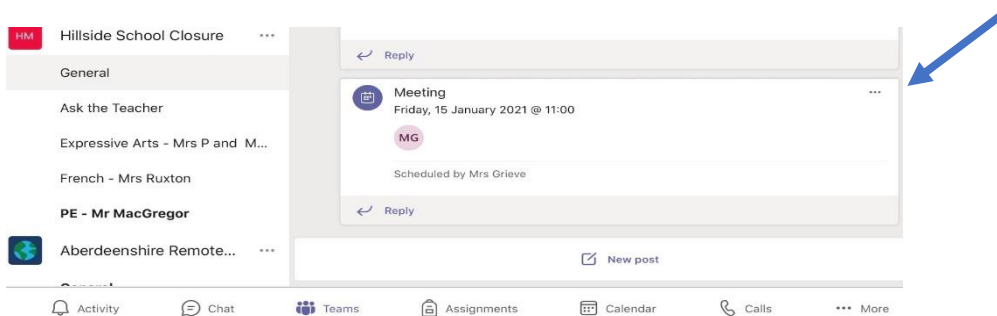 HM
Hillside School Closure ...
General
Ask the Teacher
Expressive Arts - Mrs P and M...
French - Mrs Ruxton
PE - Mr MacGregor
Aberdeenshire Remote... ...
General
Reply
Meeting ...
Friday, 15 January 2021 @ 11:00
MG
Scheduled by Mrs Grieve
Reply
New post
Activity
Chat
Teams
Assignments
Calendar
Calls
... More